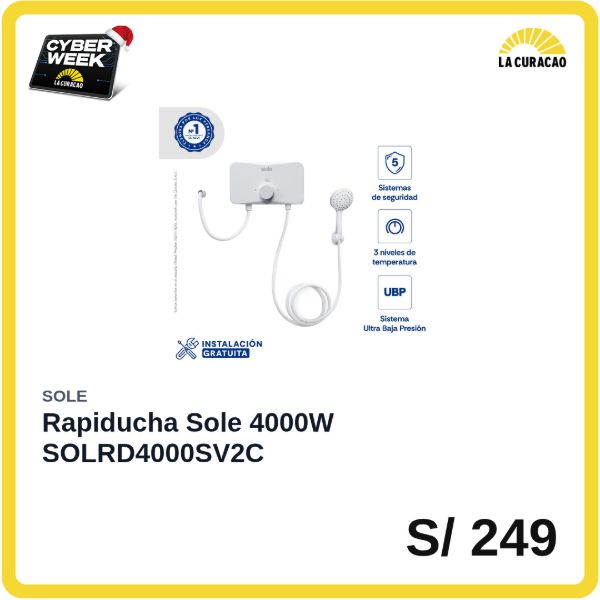 CYBER
WEEK
LA CURACAO
LA CURACAO
Nº1
sole
5
Sistemas
de seguridad
3 niveles de
temperatura
UBP
Sistema
Ultra Baja Presión
INSTALACIÓN
GRATUITA
SOLE
Rapiducha Sole 4000W
SOLRD4000SV2C
S/ 249